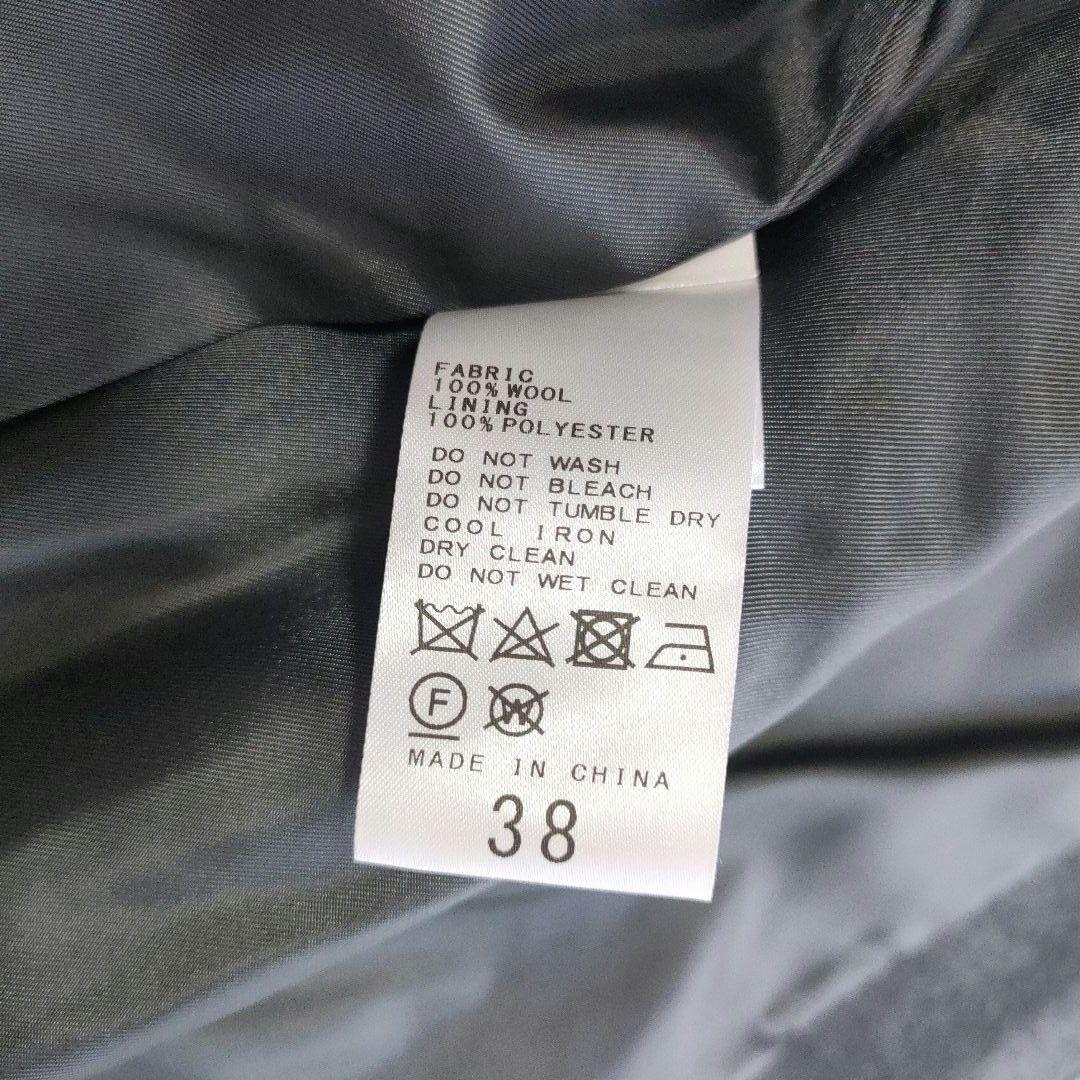 FABRIC
100% WOOL
LINING
100% POLYESTER
DO NOT WASH
DO NOT BLEACH
DO NOT TUMBLE DRY
COOL IRON
DRY CLEAN
DO NOT WET CLEAN
F W
MADE IN CHINA
38